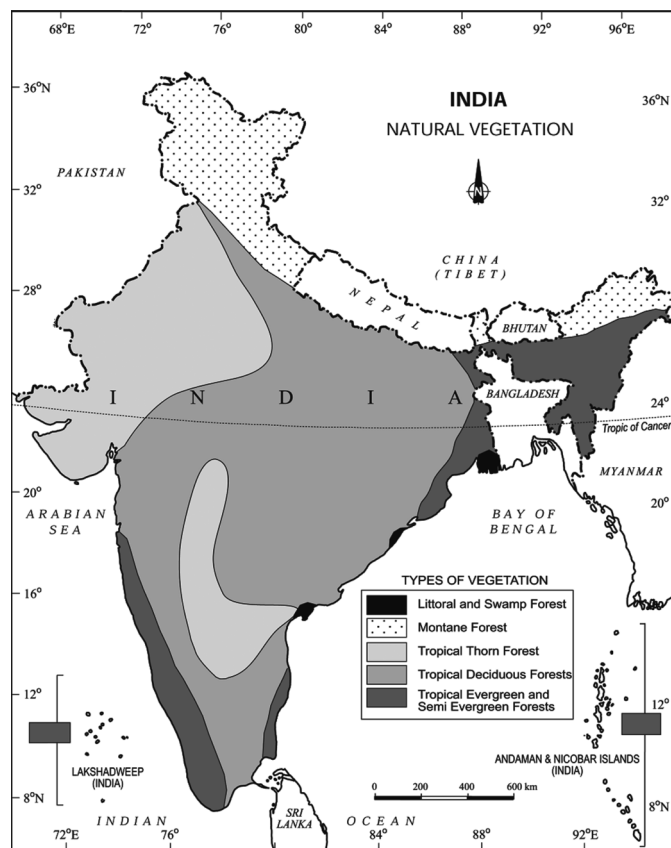 68°E 72° 76° 80° 84° 88° 92° 96°
36°N
INDIA
36°N
NATURAL VEGETATION
PAKISTAN
N
32°
32°
CHINA
(TIBET)
28°
28°
NEPAL
BHUTAN
I N D I A
BANGLADESH
24°
24°
Tropic of Cancer
MYANMAR
20°
20°
ARABIAN
SEA
BAY OF
BENGAL
16°
TYPES OF VEGETATION
Littoral and Swamp Forest
16°
Montane Forest
Tropical Thorn Forest
Tropical Deciduous Forests
Tropical Evergreen and
Semi Evergreen Forests
12°
12°
LAKSHADWEEP
(INDIA)
ANDAMAN & NICOBAR ISLANDS
(INDIA)
0 200 400 600 km
8°N
8°N
SRI
LANKA
INDIAN OCEAN
72° 76° 80° 84° 88° 92°E